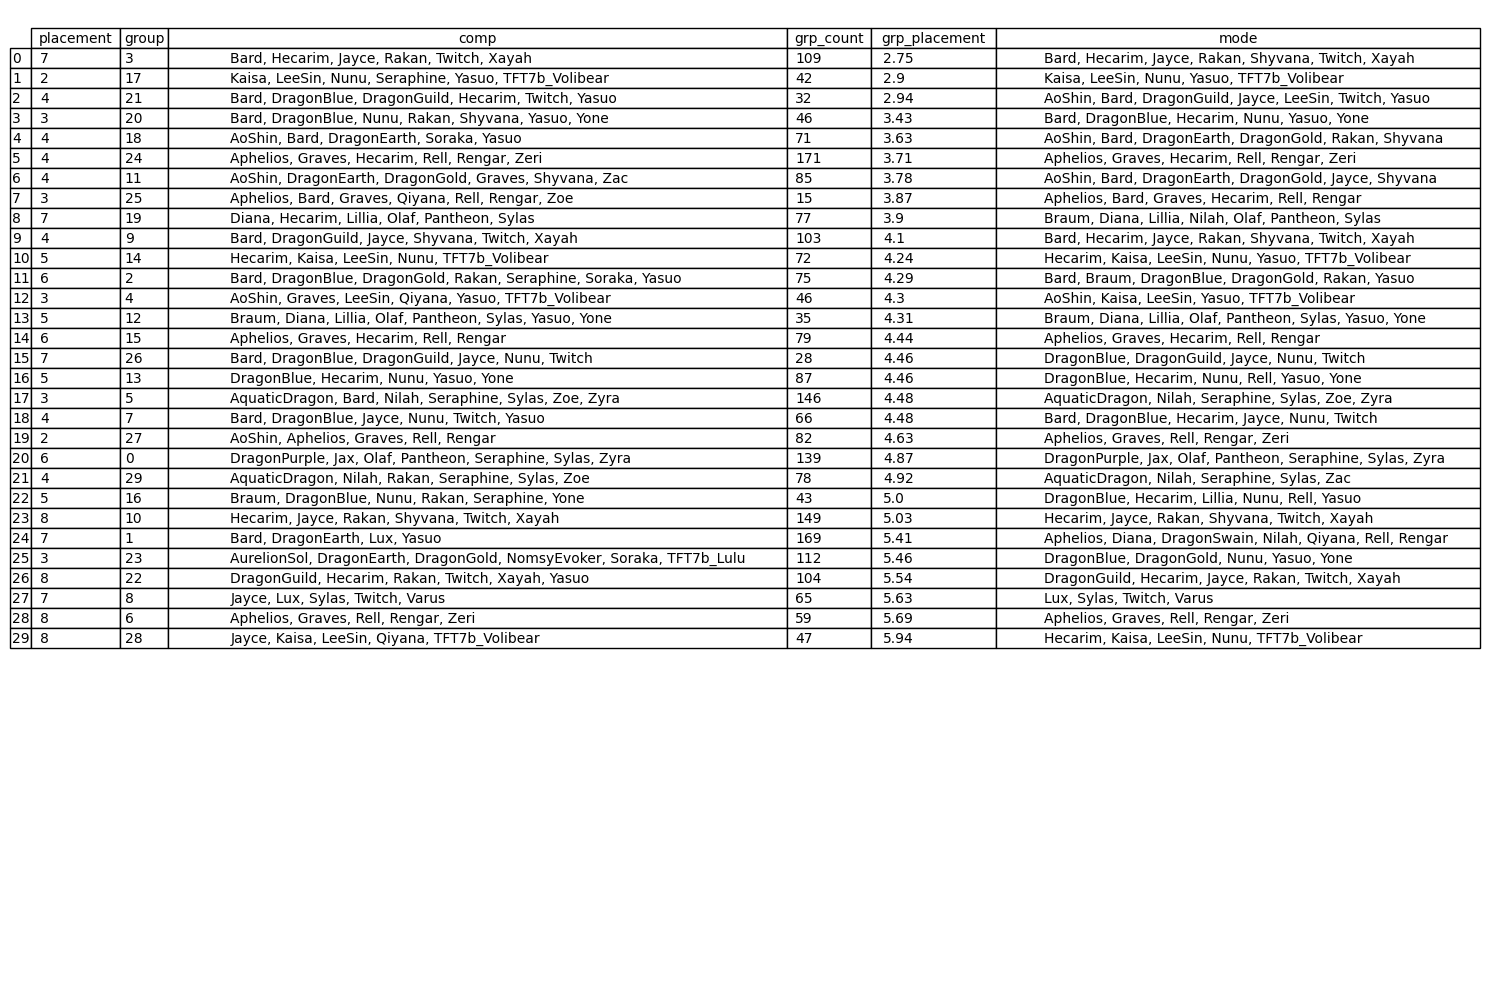 placement group comp grp_count grp_placement mode
0 7 3 Bard, Hecarim, Jayce, Rakan, Twitch, Xayah 109 2.75 Bard, Hecarim, Jayce, Rakan, Shyvana, Twitch, Xayah
1 2 17 Kaisa, LeeSin, Nunu, Seraphine, Yasuo, TFT7b_Volibear 42 2.9 Kaisa, LeeSin, Nunu, Yasuo, TFT7b_Volibear
2 4 21 Bard, DragonBlue, DragonGuild, Hecarim, Twitch, Yasuo 32 2.94 AoShin, Bard, DragonGuild, Jayce, LeeSin, Twitch, Yasuo
3 3 20 Bard, DragonBlue, Nunu, Rakan, Shyvana, Yasuo, Yone 46 3.43 Bard, DragonBlue, Hecarim, Nunu, Yasuo, Yone
4 4 18 AoShin, Bard, DragonEarth, Soraka, Yasuo 71 3.63 AoShin, Bard, DragonEarth, DragonGold, Rakan, Shyvana
5 4 24 Aphelios, Graves, Hecarim, Rell, Rengar, Zeri 171 3.71 Aphelios, Graves, Hecarim, Rell, Rengar, Zeri
6 4 11 AoShin, DragonEarth, DragonGold, Graves, Shyvana, Zac 85 3.78 AoShin, Bard, DragonEarth, DragonGold, Jayce, Shyvana
7 3 25 Aphelios, Bard, Graves, Qiyana, Rell, Rengar, Zoe 15 3.87 Aphelios, Bard, Graves, Hecarim, Rell, Rengar
8 7 19 Diana, Hecarim, Lillia, Olaf, Pantheon, Sylas 77 3.9 Braum, Diana, Lillia, Nilah, Olaf, Pantheon, Sylas
9 4 9 Bard, DragonGuild, Jayce, Shyvana, Twitch, Xayah 103 4.1 Bard, Hecarim, Jayce, Rakan, Shyvana, Twitch, Xayah
10 5 14 Hecarim, Kaisa, LeeSin, Nunu, TFT7b_Volibear 72 4.24 Hecarim, Kaisa, LeeSin, Nunu, Yasuo, TFT7b_Volibear
11 6 2 Bard, DragonBlue, DragonGold, Rakan, Seraphine, Soraka, Yasuo 75 4.29 Bard, Braum, DragonBlue, DragonGold, Rakan, Yasuo
12 3 4 AoShin, Graves, LeeSin, Qiyana, Yasuo, TFT7b_Volibear 46 4.3 AoShin, Kaisa, LeeSin, Yasuo, TFT7b_Volibear
13 5 12 Braum, Diana, Lillia, Olaf, Pantheon, Sylas, Yasuo, Yone 35 4.31 Braum, Diana, Lillia, Olaf, Pantheon, Sylas, Yasuo, Yone
14 6 15 Aphelios, Graves, Hecarim, Rell, Rengar 79 4.44 Aphelios, Graves, Hecarim, Rell, Rengar
15 7 26 Bard, DragonBlue, DragonGuild, Jayce, Nunu, Twitch 28 4.46 DragonBlue, DragonGuild, Jayce, Nunu, Twitch
16 5 13 DragonBlue, Hecarim, Nunu, Yasuo, Yone 87 4.46 DragonBlue, Hecarim, Nunu, Rell, Yasuo, Yone
17 3 5 AquaticDragon, Bard, Nilah, Seraphine, Sylas, Zoe, Zyra 146 4.48 AquaticDragon, Nilah, Seraphine, Sylas, Zoe, Zyra
18 4 7 Bard, DragonBlue, Jayce, Nunu, Twitch, Yasuo 66 4.48 Bard, DragonBlue, Hecarim, Jayce, Nunu, Twitch
19 2 27 AoShin, Aphelios, Graves, Rell, Rengar 82 4.63 Aphelios, Graves, Rell, Rengar, Zeri
20 6 0 DragonPurple, Jax, Olaf, Pantheon, Seraphine, Sylas, Zyra 139 4.87 DragonPurple, Jax, Olaf, Pantheon, Seraphine, Sylas, Zyra
21 4 29 AquaticDragon, Nilah, Rakan, Seraphine, Sylas, Zoe 78 4.92 AquaticDragon, Nilah, Seraphine, Sylas, Zac
22 5 16 Braum, DragonBlue, Nunu, Rakan, Seraphine, Yone 43 5.0 DragonBlue, Hecarim, Lillia, Nunu, Rell, Yasuo
23 8 10 Hecarim, Jayce, Rakan, Shyvana, Twitch, Xayah 149 5.03 Hecarim, Jayce, Rakan, Shyvana, Twitch, Xayah
24 7 1 Bard, DragonEarth, Lux, Yasuo 169 5.41 Aphelios, Diana, DragonSwain, Nilah, Qiyana, Rell, Rengar
25 3 23 AurelionSol, DragonEarth, DragonGold, NomsyEvoker, Soraka, TFT7b_Lulu 112 5.46 DragonBlue, DragonGold, Nunu, Yasuo, Yone
26 8 22 DragonGuild, Hecarim, Rakan, Twitch, Xayah, Yasuo 104 5.54 DragonGuild, Hecarim, Jayce, Rakan, Twitch, Xayah
27 7 8 Jayce, Lux, Sylas, Twitch, Varus 65 5.63 Lux, Sylas, Twitch, Varus
28 8 6 Aphelios, Graves, Rell, Rengar, Zeri 59 5.69 Aphelios, Graves, Rell, Rengar, Zeri
29 8 28 Jayce, Kaisa, LeeSin, Qiyana, TFT7b_Volibear 47 5.94 Hecarim, Kaisa, LeeSin, Nunu, TFT7b_Volibear